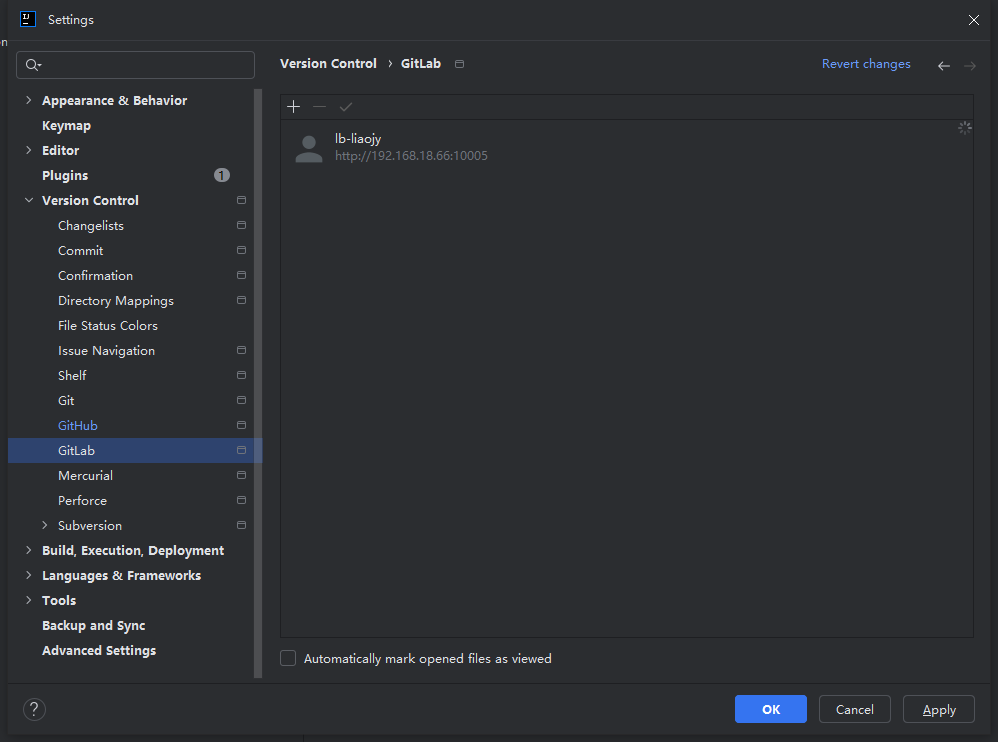 Settings
Version Control › GitLab
Revert changes
Appearance & Behavior
Keymap
Editor
Plugins 1
Version Control
Changelists
Commit
Confirmation
Directory Mappings
File Status Colors
Issue Navigation
Shelf
Git
GitHub
GitLab
Mercurial
Perforce
Subversion
Build, Execution, Deployment
Languages & Frameworks
Tools
Backup and Sync
Advanced Settings
lb-liaojy
http://192.168.18.66:10005
Automatically mark opened files as viewed
?
OK
Cancel
Apply